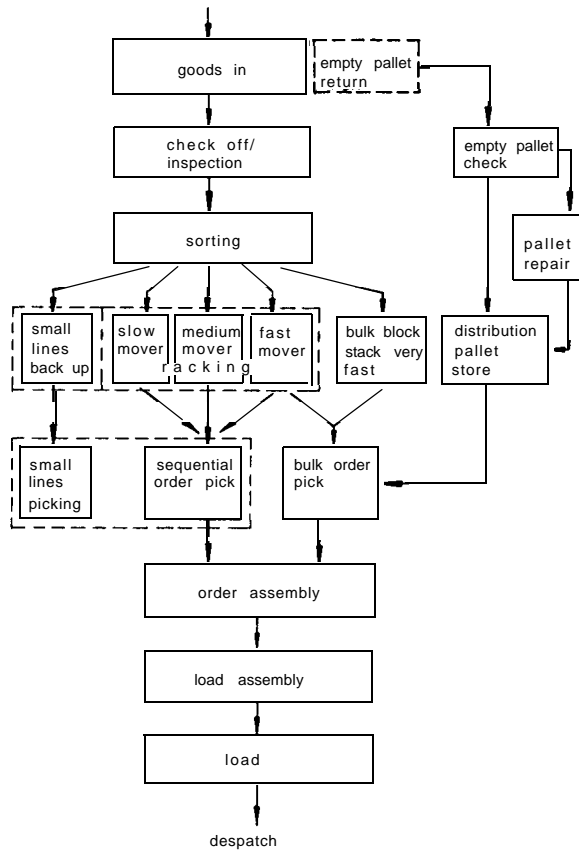 goods in
empty pallet
return
check off/
inspection
empty pallet
check
sorting
pallet
repair
small
lines
back up
slow
mover
medium
mover
fast
mover
racking
bulk block
stack very
fast
distribution
pallet
store
small
lines
picking
sequential
order pick
bulk order
pick
order assembly
load assembly
load
despatch